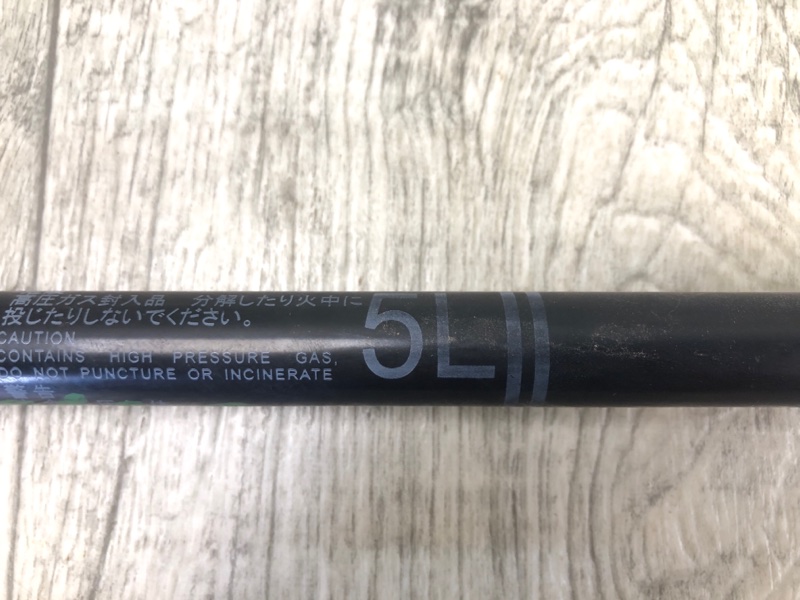 高圧ガス封入品 分解したり火中に
投じたりしないでください。
CAUTION
CONTAINS HIGH PRESSURE GAS,
DO NOT PUNCTURE OR INCINERATE
5L